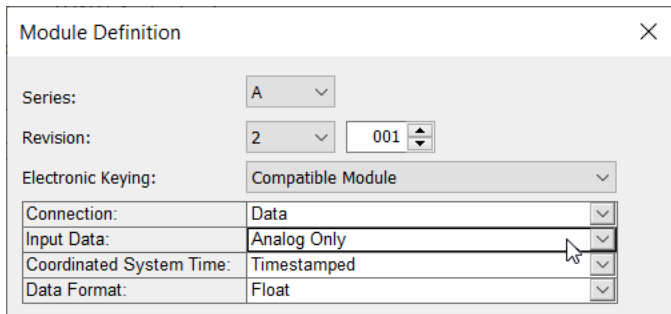 Module Definition
Series: A
Revision: 2 001
Electronic Keying: Compatible Module
Connection: Data
Input Data: Analog Only
Coordinated System Time: Timestamped
Data Format: Float